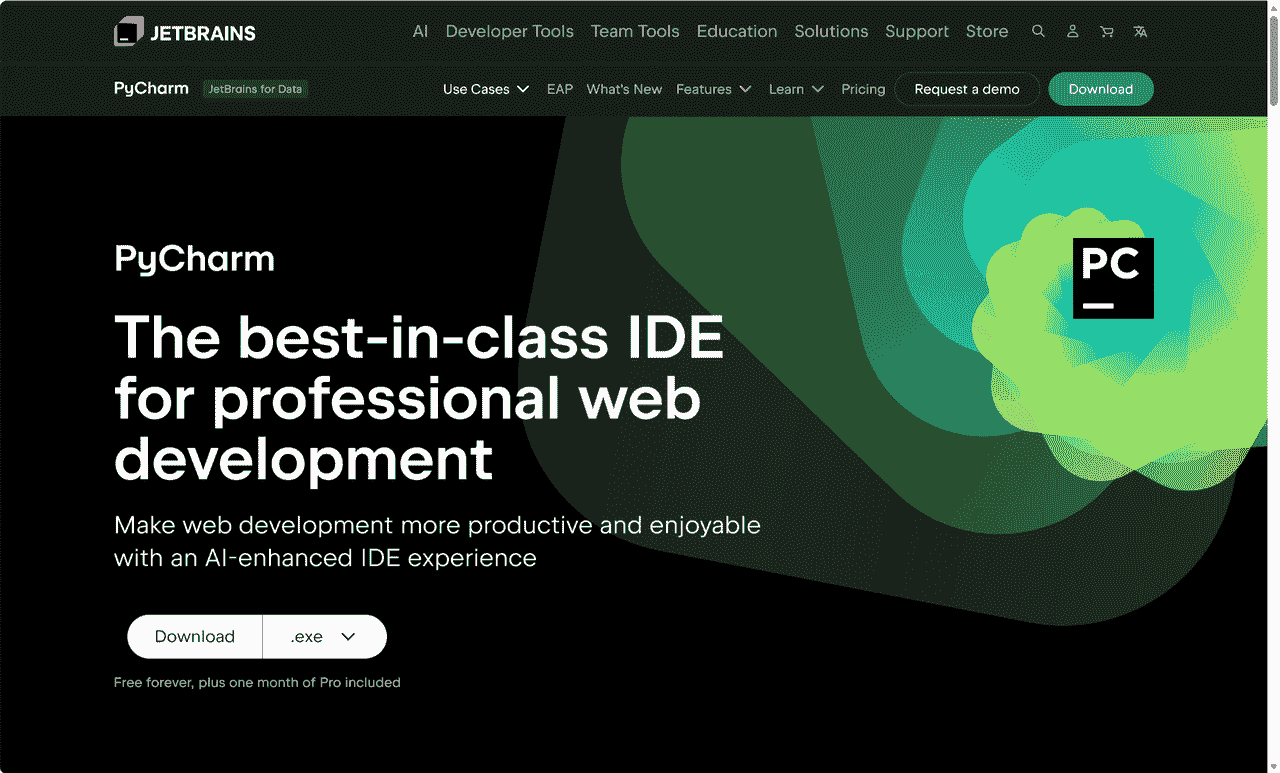 JETBRAINS
AI Developer Tools Team Tools Education Solutions Support Store
PyCharm JetBrains for Data
Use Cases EAP What's New Features Learn Pricing Request a demo Download
PC
PyCharm
The best-in-class IDE
for professional web
development
Make web development more productive and enjoyable
with an AI-enhanced IDE experience
Download .exe
Free forever, plus one month of Pro included